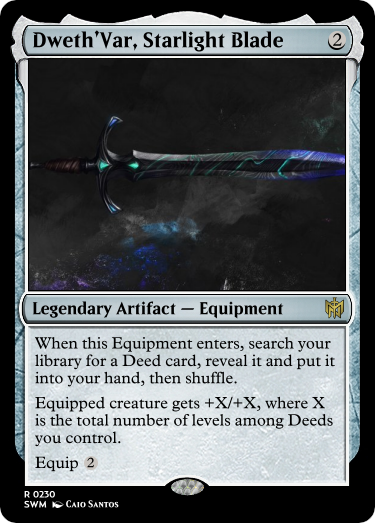 Dweth'Var, Starlight Blade 2
Legendary Artifact — Equipment
When this Equipment enters, search your
library for a Deed card, reveal it and put it
into your hand, then shuffle.
Equipped creature gets +X/+X, where X
is the total number of levels among Deeds
you control.
Equip 2
R 0230
SWM Caio Santos